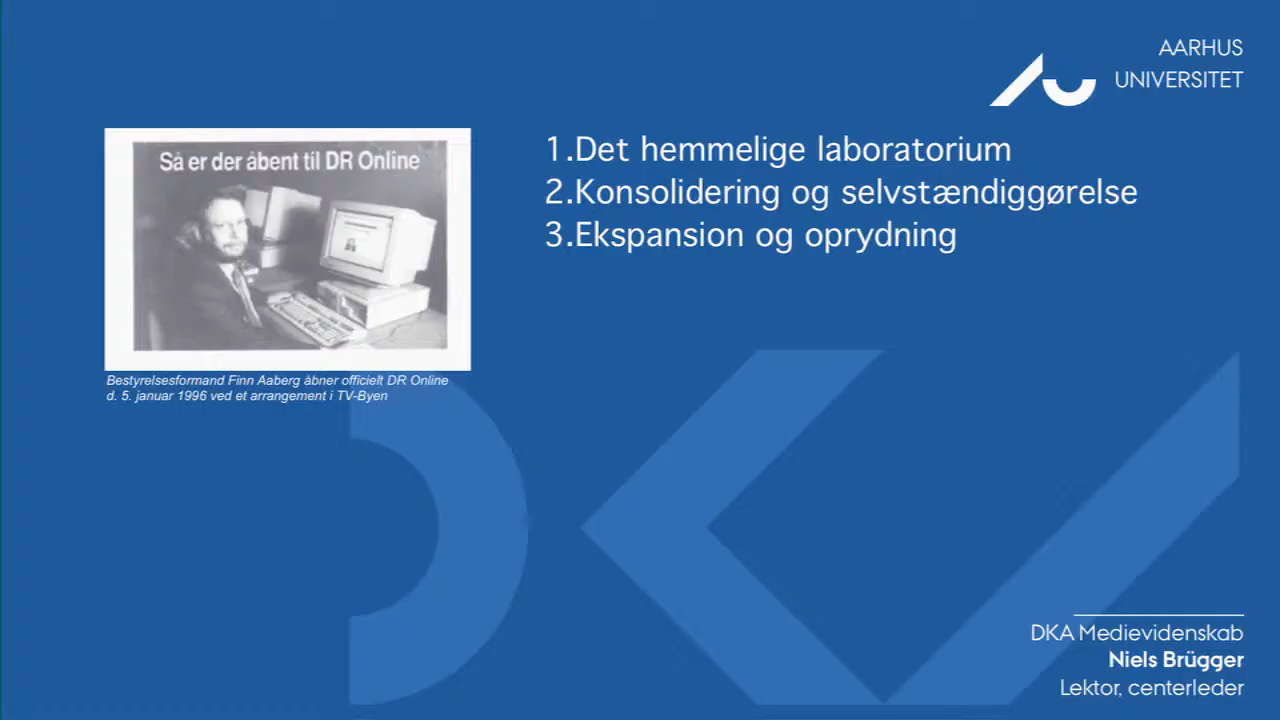 AARHUS
UNIVERSITET
Så er der åbent til DR Online
Bestyrelsesformand Finn Aaberg åbner officielt DR Online
d. 5. januar 1996 ved et arrangement i TV-Byen
1.Det hemmelige laboratorium
2.Konsolidering og selvstændiggørelse
3.Ekspansion og oprydning
DKA Medievidenskab
Niels Brügger
Lektor, centerleder